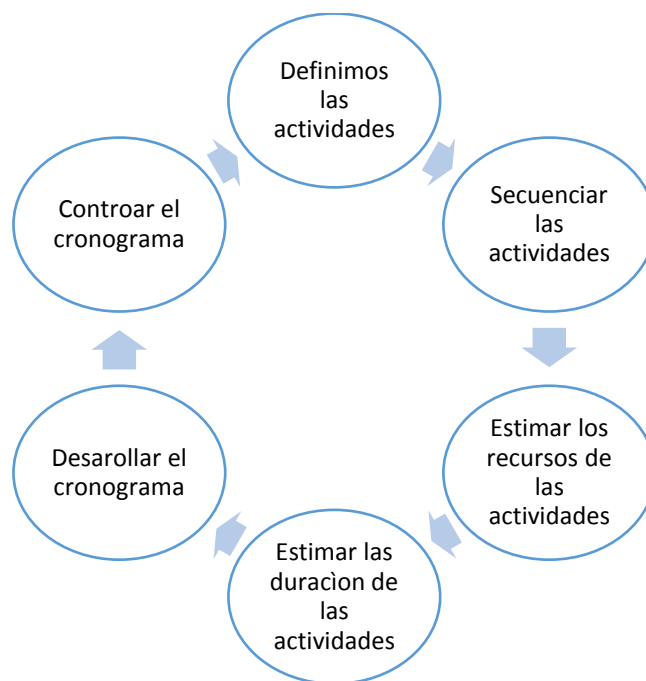 Definimos
las
actividades
Secuenciar
las
actividades
Estimar los
recursos de
las
actividades
Estimar las
duracìon de
las
actividades
Desarollar el
cronograma
Controar el
cronograma